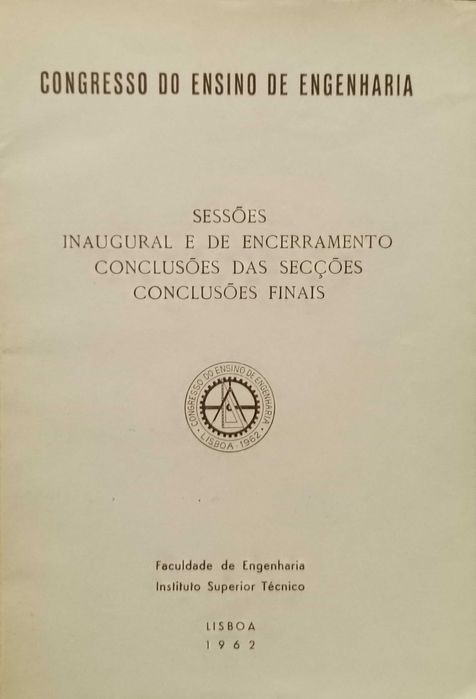 CONGRESSO DO ENSINO DE ENGENHARIA
SESSÕES
INAUGURAL E DE ENCERRAMENTO
CONCLUSÕES DAS SECÇÕES
CONCLUSÕES FINAIS
CONGRESSO DO ENSINO DE ENGENHARIA
· LISBOA · 1962 ·
Faculdade de Engenharia
Instituto Superior Técnico
LISBOA
1962